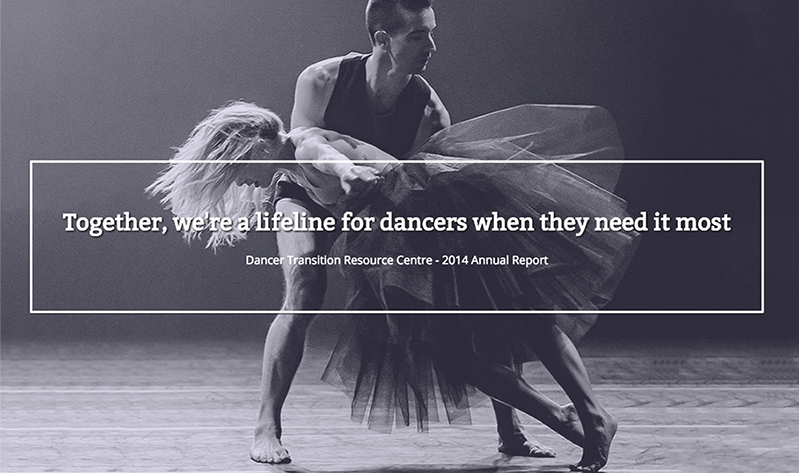 Together, we're a lifeline for dancers when they need it most
Dancer Transition Resource Centre - 2014 Annual Report